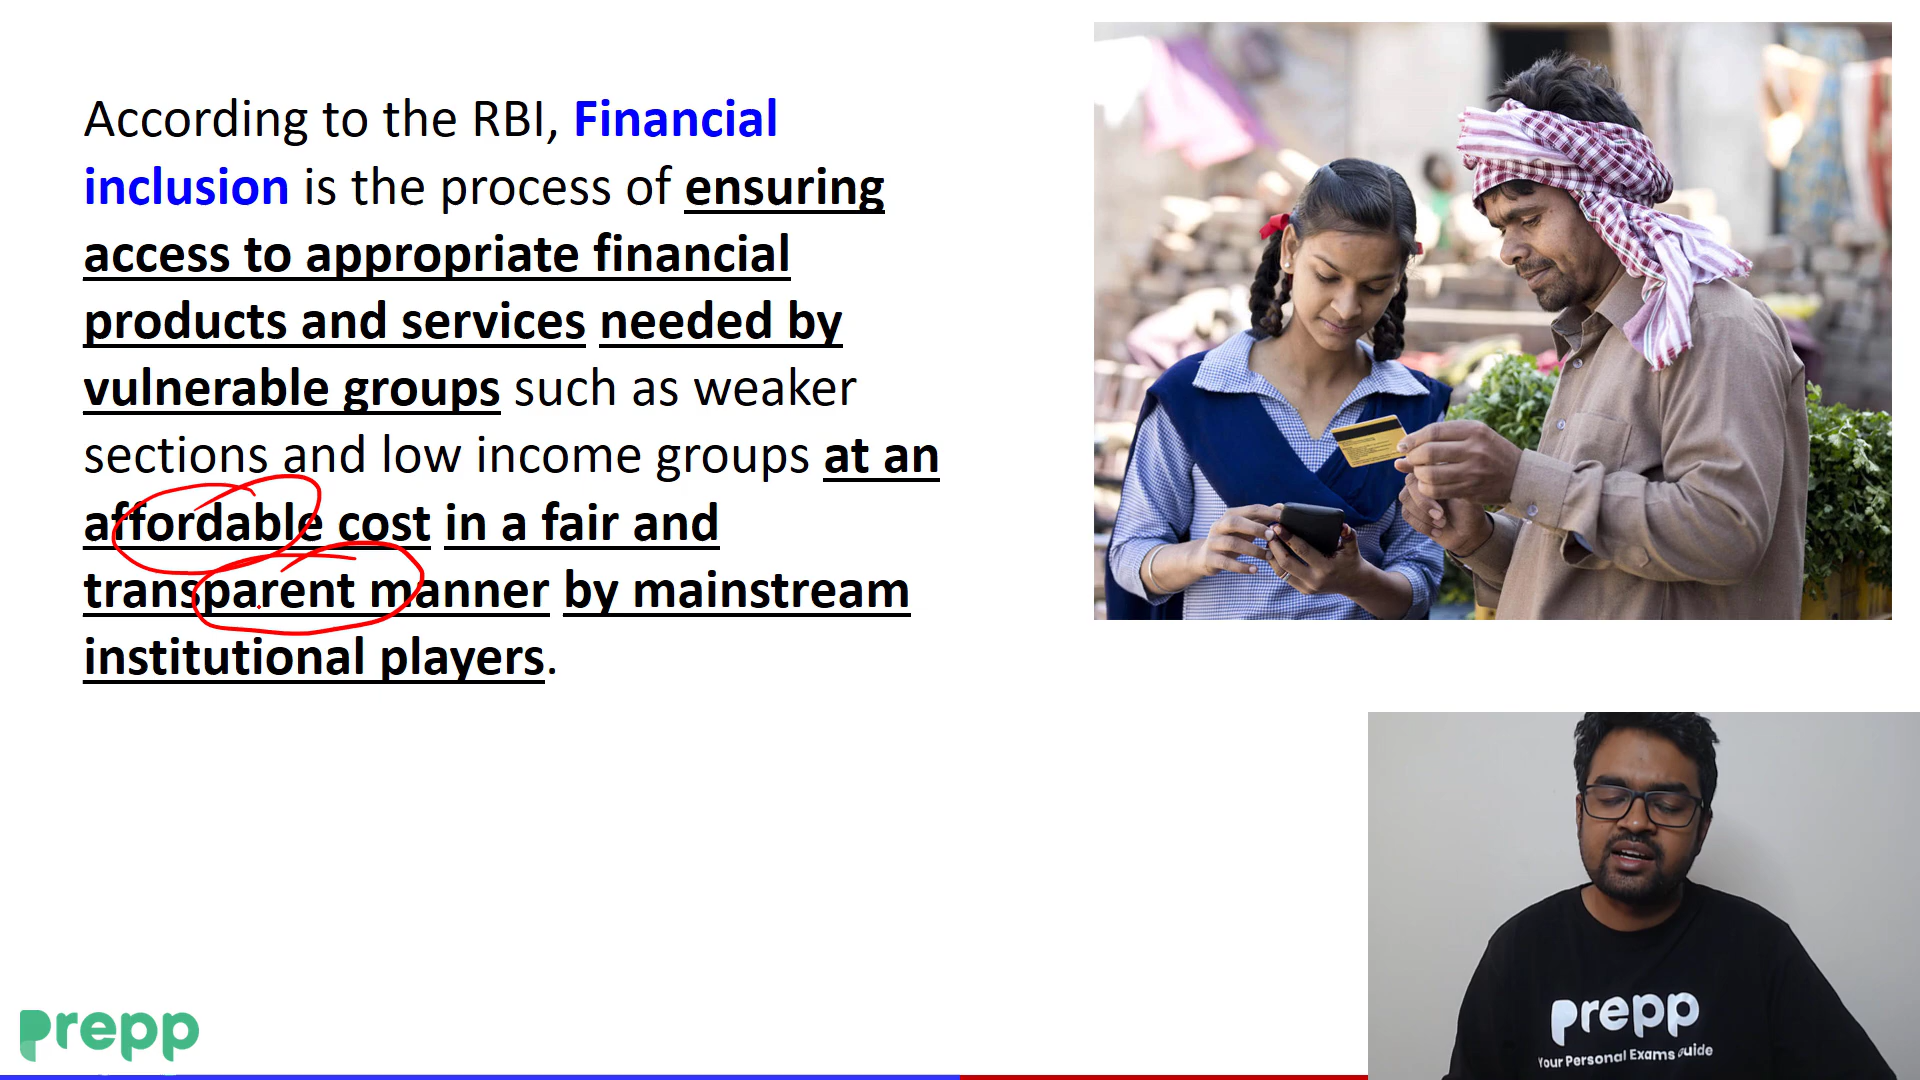 According to the RBI, Financial
inclusion is the process of ensuring
access to appropriate financial
products and services needed by
vulnerable groups such as weaker
sections and low income groups at an
affordable cost in a fair and
transparent manner by mainstream
institutional players.
prepp
prepp
Your Personal Exams Guide